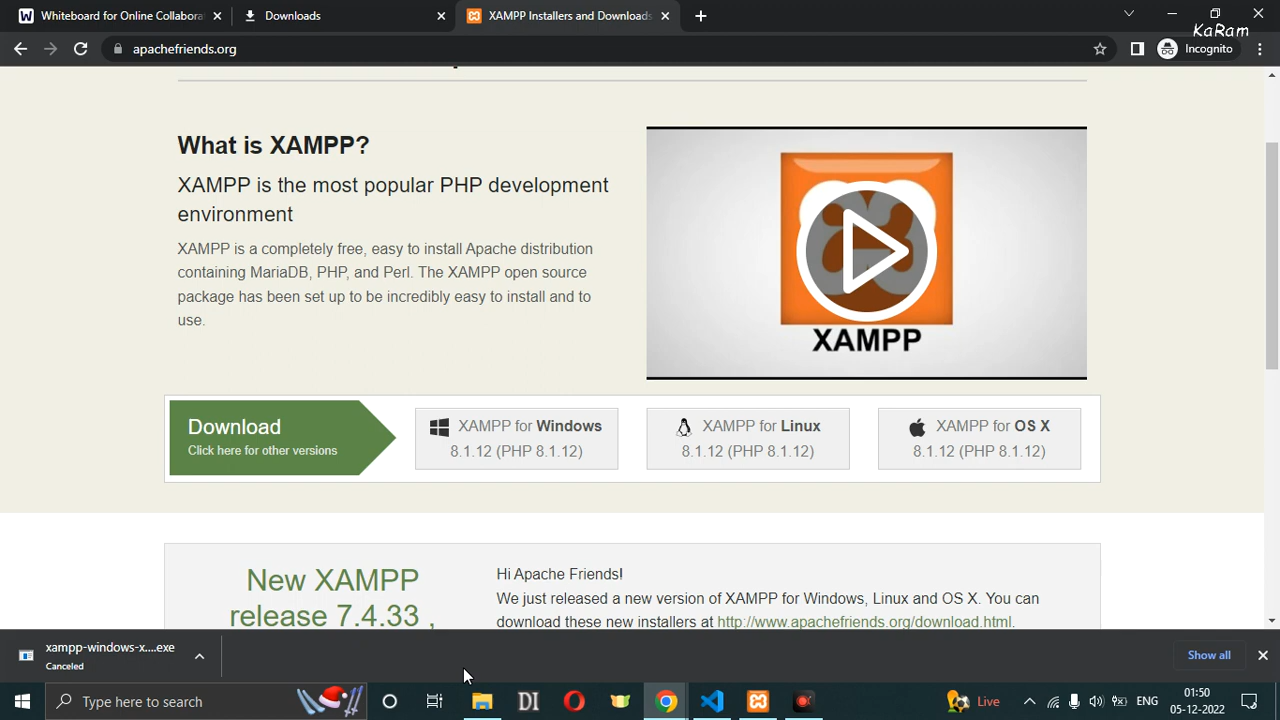 Whiteboard for Online Collabora
Downloads
XAMPP Installers and Downloads
KaRam
apachefriends.org
Incognito
What is XAMPP?
XAMPP is the most popular PHP development
environment
XAMPP is a completely free, easy to install Apache distribution
containing MariaDB, PHP, and Perl. The XAMPP open source
package has been set up to be incredibly easy to install and to
use.
XAMPP
Download
Click here for other versions
XAMPP for Windows
8.1.12 (PHP 8.1.12)
XAMPP for Linux
8.1.12 (PHP 8.1.12)
XAMPP for OS X
8.1.12 (PHP 8.1.12)
New XAMPP
release 7.4.33 ,
Hi Apache Friends!
We just released a new version of XAMPP for Windows, Linux and OS X. You can
download these new installers at http://www.apachefriends.org/download.html.
xampp-windows-x....exe
Canceled
Show all
Type here to search
DI
Live
ENG
01:50
05-12-2022